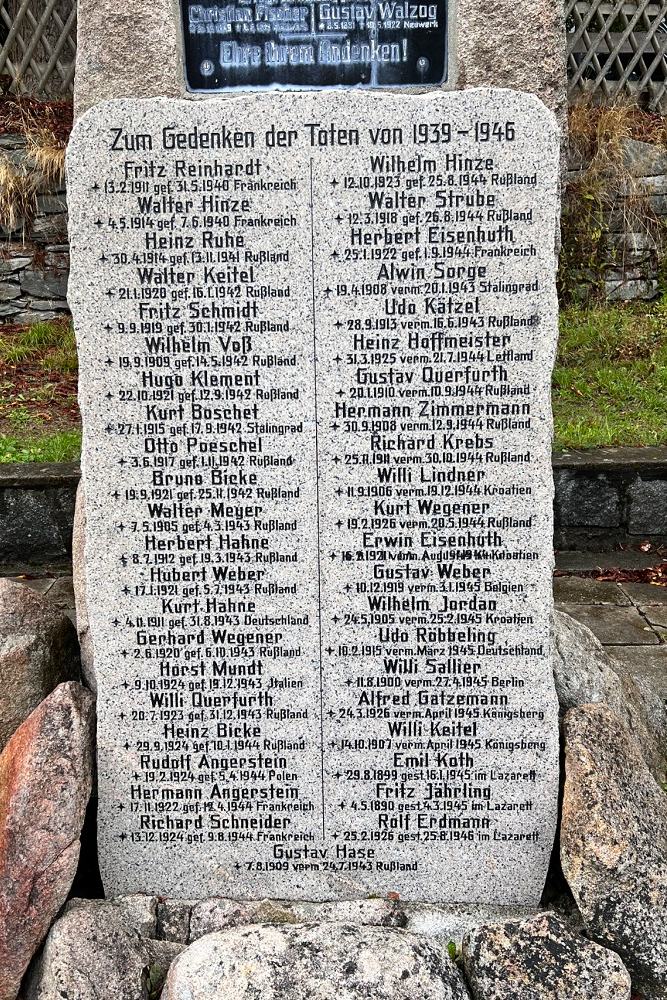 Christian Fischer Gustav Walzog
Ehre ihrem Andenken!
Zum Gedenken der Toten von 1939 – 1946
Fritz Reinhardt
✦ 13.2.1911 gef. 31.5.1940 Frankreich
Walter Hinze
✦ 4.5.1914 gef. 7.6.1940 Frankreich
Heinz Ruhe
✦ 30.4.1914 gef. 13.11.1941 Rußland
Walter Keitel
✦ 21.1.1920 gef. 16.1.1942 Rußland
Fritz Schmidt
✦ 9.9.1919 gef. 30.1.1942 Rußland
Wilhelm Voß
✦ 19.9.1909 gef. 14.5.1942 Rußland
Hugo Klement
✦ 22.10.1921 gef. 12.9.1942 Rußland
Kurt Boschet
✦ 27.1.1915 gef. 17.9.1942 Stalingrad
Otto Poeschel
✦ 3.6.1917 gef. 1.11.1942 Rußland
Bruno Bicke
✦ 19.9.1921 gef. 25.11.1942 Rußland
Walter Meyer
✦ 7.5.1905 gef. 4.3.1943 Rußland
Herbert Hahne
✦ 8.7.1912 gef. 19.3.1943 Rußland
Hubert Weber
✦ 17.1.1921 gef. 5.7.1943 Rußland
Kurt Hahne
✦ 4.10.1911 gef. 31.8.1943 Deutschland
Gerhard Wegener
✦ 2.6.1920 gef. 6.10.1943 Rußland
Horst Mundt
✦ 9.10.1924 gef. 19.12.1943 Italien
Willi Querfurth
✦ 20.7.1923 gef. 31.12.1943 Rußland
Heinz Bicke
✦ 29.9.1924 gef. 10.1.1944 Rußland
Rudolf Angerstein
✦ 19.2.1924 gef. 5.4.1944 Polen
Hermann Angerstein
✦ 17.11.1922 gef. 12.4.1944 Frankreich
Richard Schneider
✦ 13.12.1924 gef. 9.8.1944 Frankreich
Wilhelm Hinze
✦ 12.10.1923 gef. 25.8.1944 Rußland
Walter Strube
✦ 12.3.1918 gef. 26.8.1944 Rußland
Herbert Eisenhuth
✦ 25.1.1922 gef. 1.9.1944 Frankreich
Alwin Sorge
✦ 19.4.1908 verm. 20.1.1943 Stalingrad
Udo Kätzel
✦ 28.9.1913 verm. 16.6.1943 Rußland
Heinz Hoffmeister
✦ 31.3.1925 verm. 21.7.1944 Lettland
Gustav Querfurth
✦ 20.1.1910 verm. 10.9.1944 Rußland
Hermann Zimmermann
✦ 30.9.1908 verm. 12.9.1944 Rußland
Richard Krebs
✦ 25.11.1911 verm. 30.10.1944 Rußland
Willi Lindner
✦ 11.9.1906 verm. 19.12.1944 Kroatien
Kurt Wegener
✦ 19.2.1926 verm. 20.5.1944 Rußland
Erwin Eisenhuth
✦ 16.2.1921 verm. August 1944 Kroatien
Gustav Weber
✦ 10.12.1919 verm. 3.1.1945 Belgien
Wilhelm Jordan
✦ 24.5.1905 verm. 25.2.1945 Kroatien
Udo Röbbeling
✦ 10.2.1915 verm. März 1945 Deutschland
Willi Sallier
✦ 11.8.1900 verm. 27.4.1945 Berlin
Alfred Gatzemann
✦ 24.3.1926 verm. April 1945 Königsberg
Willi Keitel
✦ 14.10.1907 verm. April 1945 Königsberg
Emil Koth
✦ 29.8.1899 gest. 16.1.1945 im Lazarett
Fritz Jährling
✦ 4.5.1890 gest. 4.3.1945 im Lazarett
Rolf Erdmann
✦ 25.2.1926 gest. 25.8.1946 im Lazarett
Gustav Hase
✦ 7.8.1909 verm. 24.7.1943 Rußland